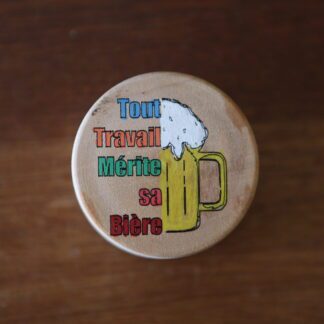 Tout
Travail
Mérite
sa
Bière